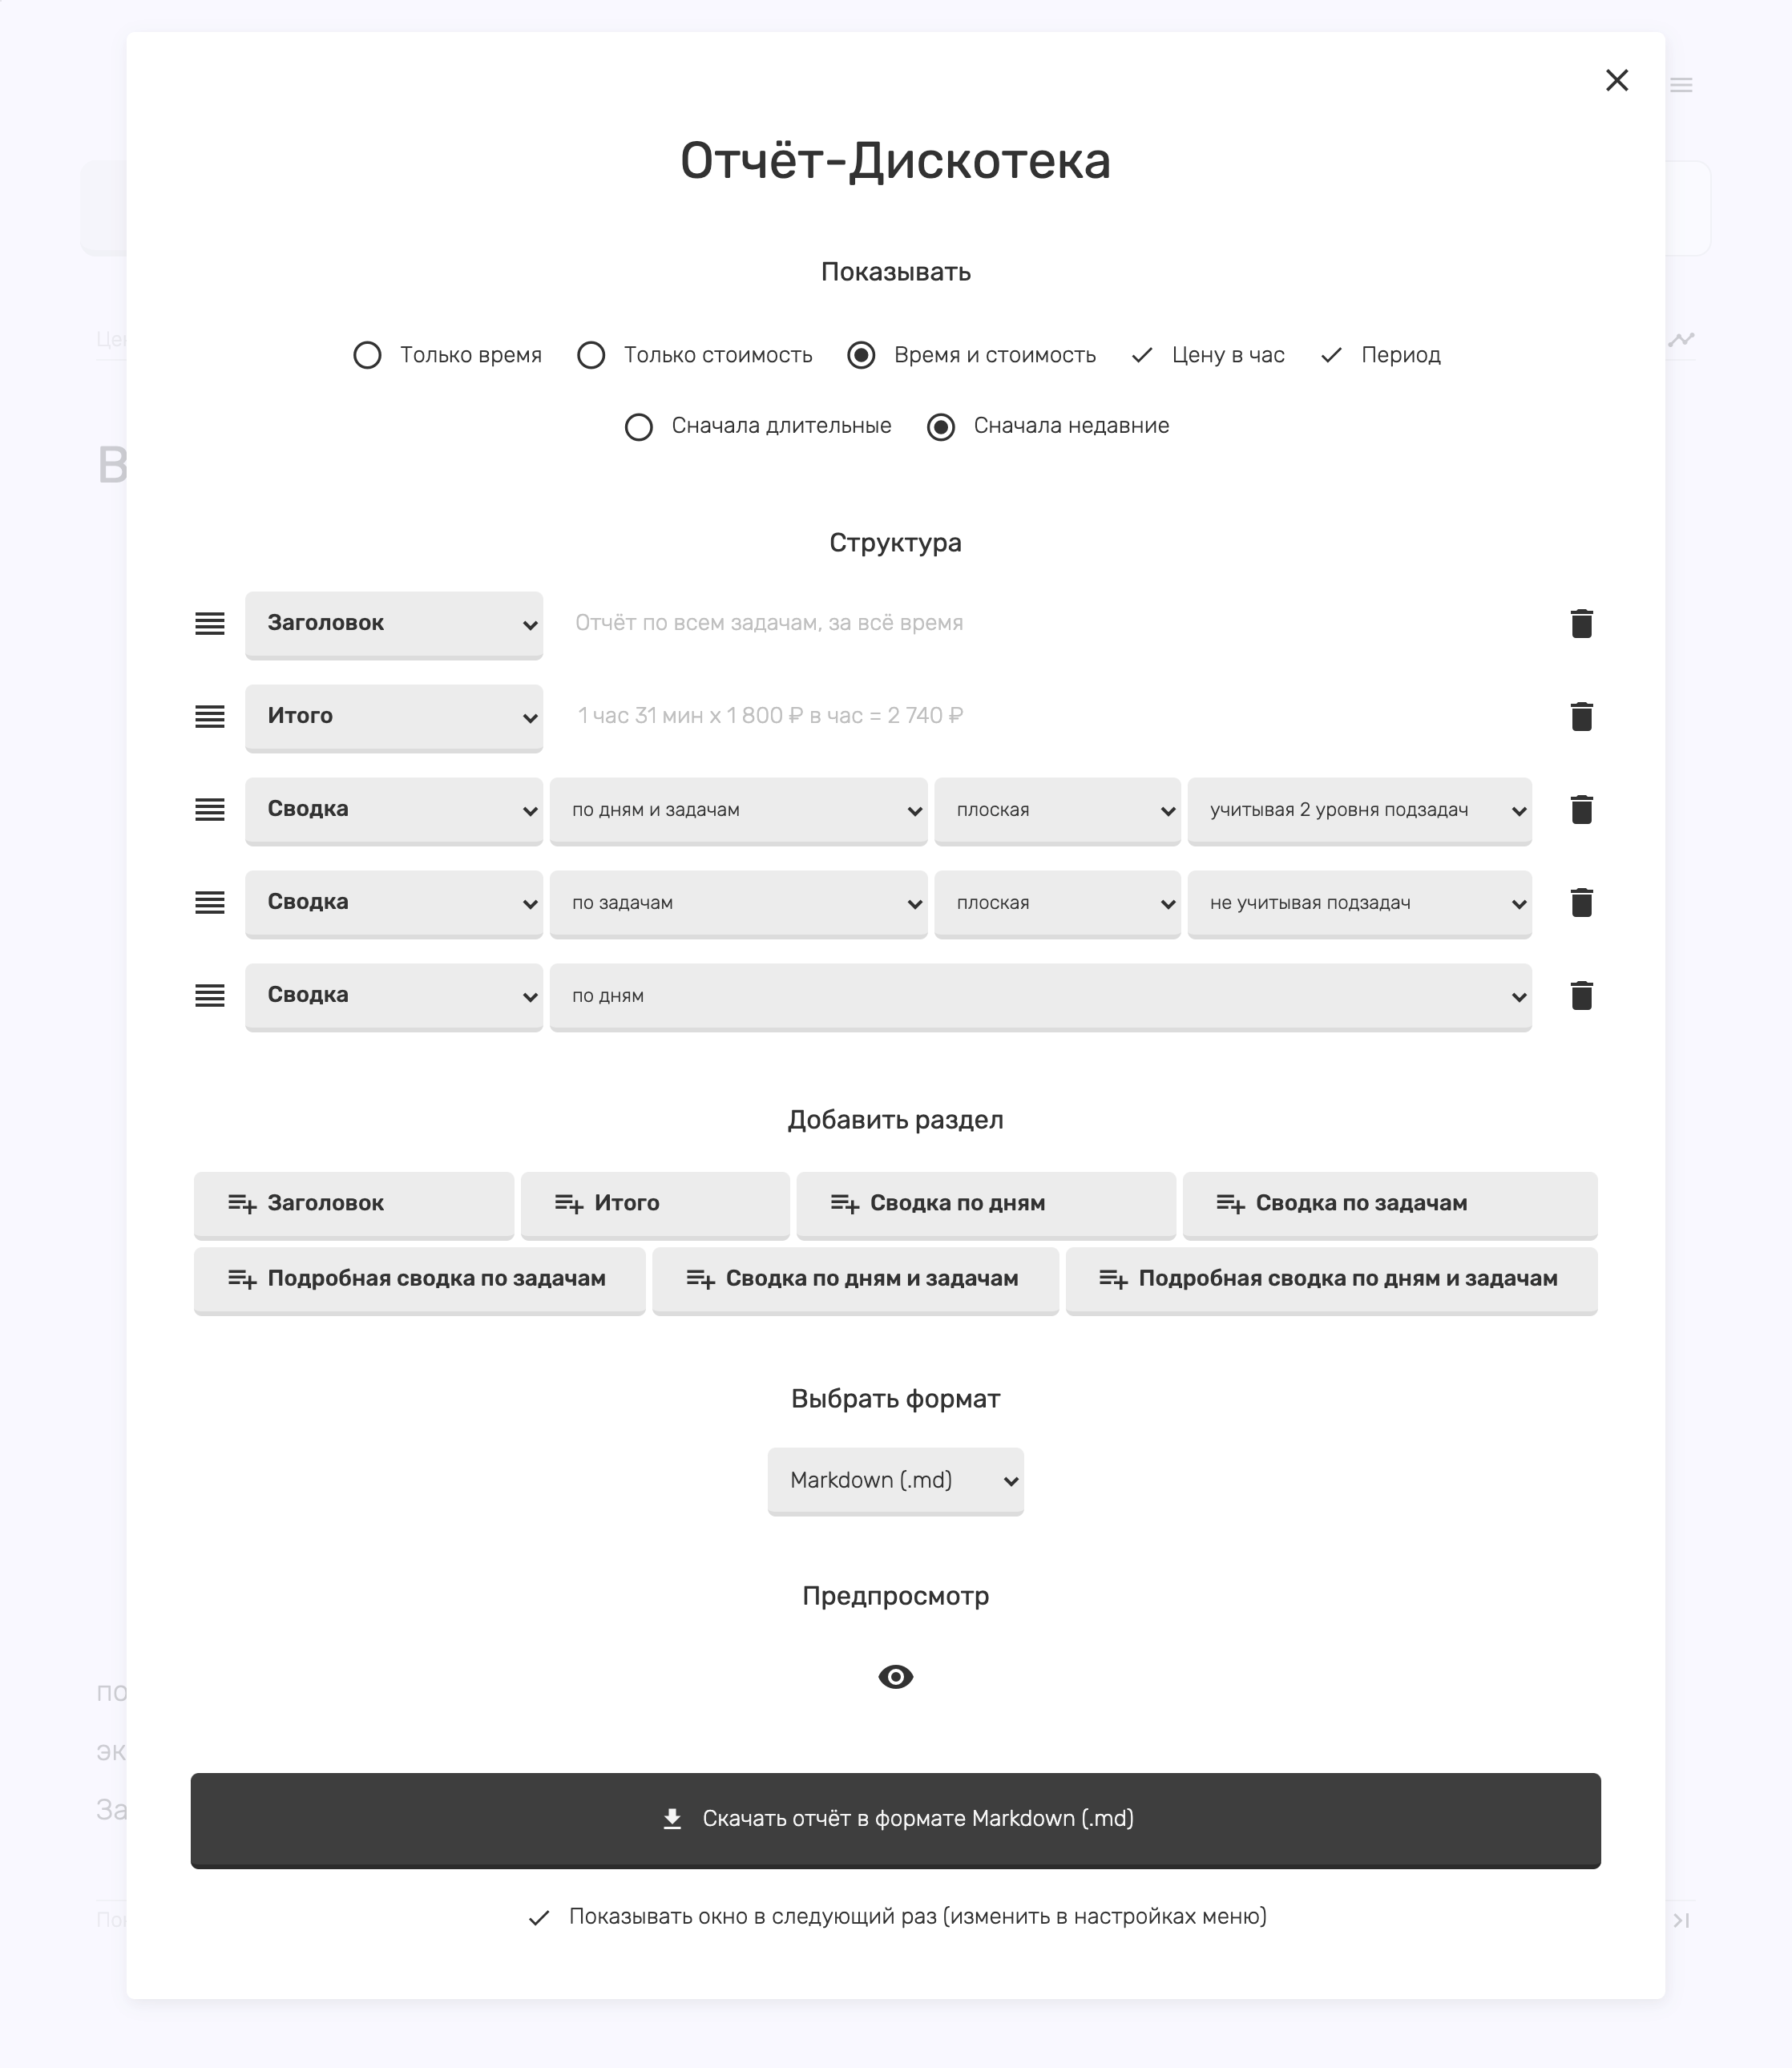 Отчёт-Дискотека
Показывать
Только время Только стоимость Время и стоимость Цену в час Период
Сначала длительные Сначала недавние
Структура
Заголовок Отчёт по всем задачам, за всё время
Итого 1 час 31 мин x 1 800 ₽ в час = 2 740 ₽
Сводка по дням и задачам плоская учитывая 2 уровня подзадач
Сводка по задачам плоская не учитывая подзадач
Сводка по дням
Добавить раздел
Заголовок Итого Сводка по дням Сводка по задачам
Подробная сводка по задачам Сводка по дням и задачам Подробная сводка по дням и задачам
Выбрать формат
Markdown (.md)
Предпросмотр
Скачать отчёт в формате Markdown (.md)
Показывать окно в следующий раз (изменить в настройках меню)